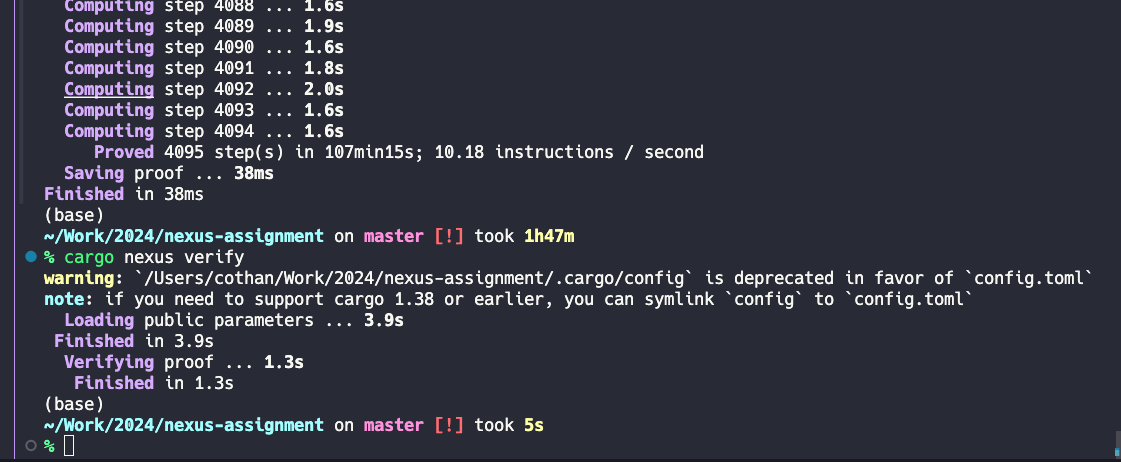 Computing step 4088 ... 1.6s
Computing step 4089 ... 1.9s
Computing step 4090 ... 1.6s
Computing step 4091 ... 1.8s
Computing step 4092 ... 2.0s
Computing step 4093 ... 1.6s
Computing step 4094 ... 1.6s
Proved 4095 step(s) in 107min15s; 10.18 instructions / second
Saving proof ... 38ms
Finished in 38ms
(base)
~/Work/2024/nexus-assignment on master [!] took 1h47m
% cargo nexus verify
warning: `/Users/cothan/Work/2024/nexus-assignment/.cargo/config` is deprecated in favor of `config.toml`
note: if you need to support cargo 1.38 or earlier, you can symlink `config` to `config.toml`
Loading public parameters ... 3.9s
Finished in 3.9s
Verifying proof ... 1.3s
Finished in 1.3s
(base)
~/Work/2024/nexus-assignment on master [!] took 5s
%